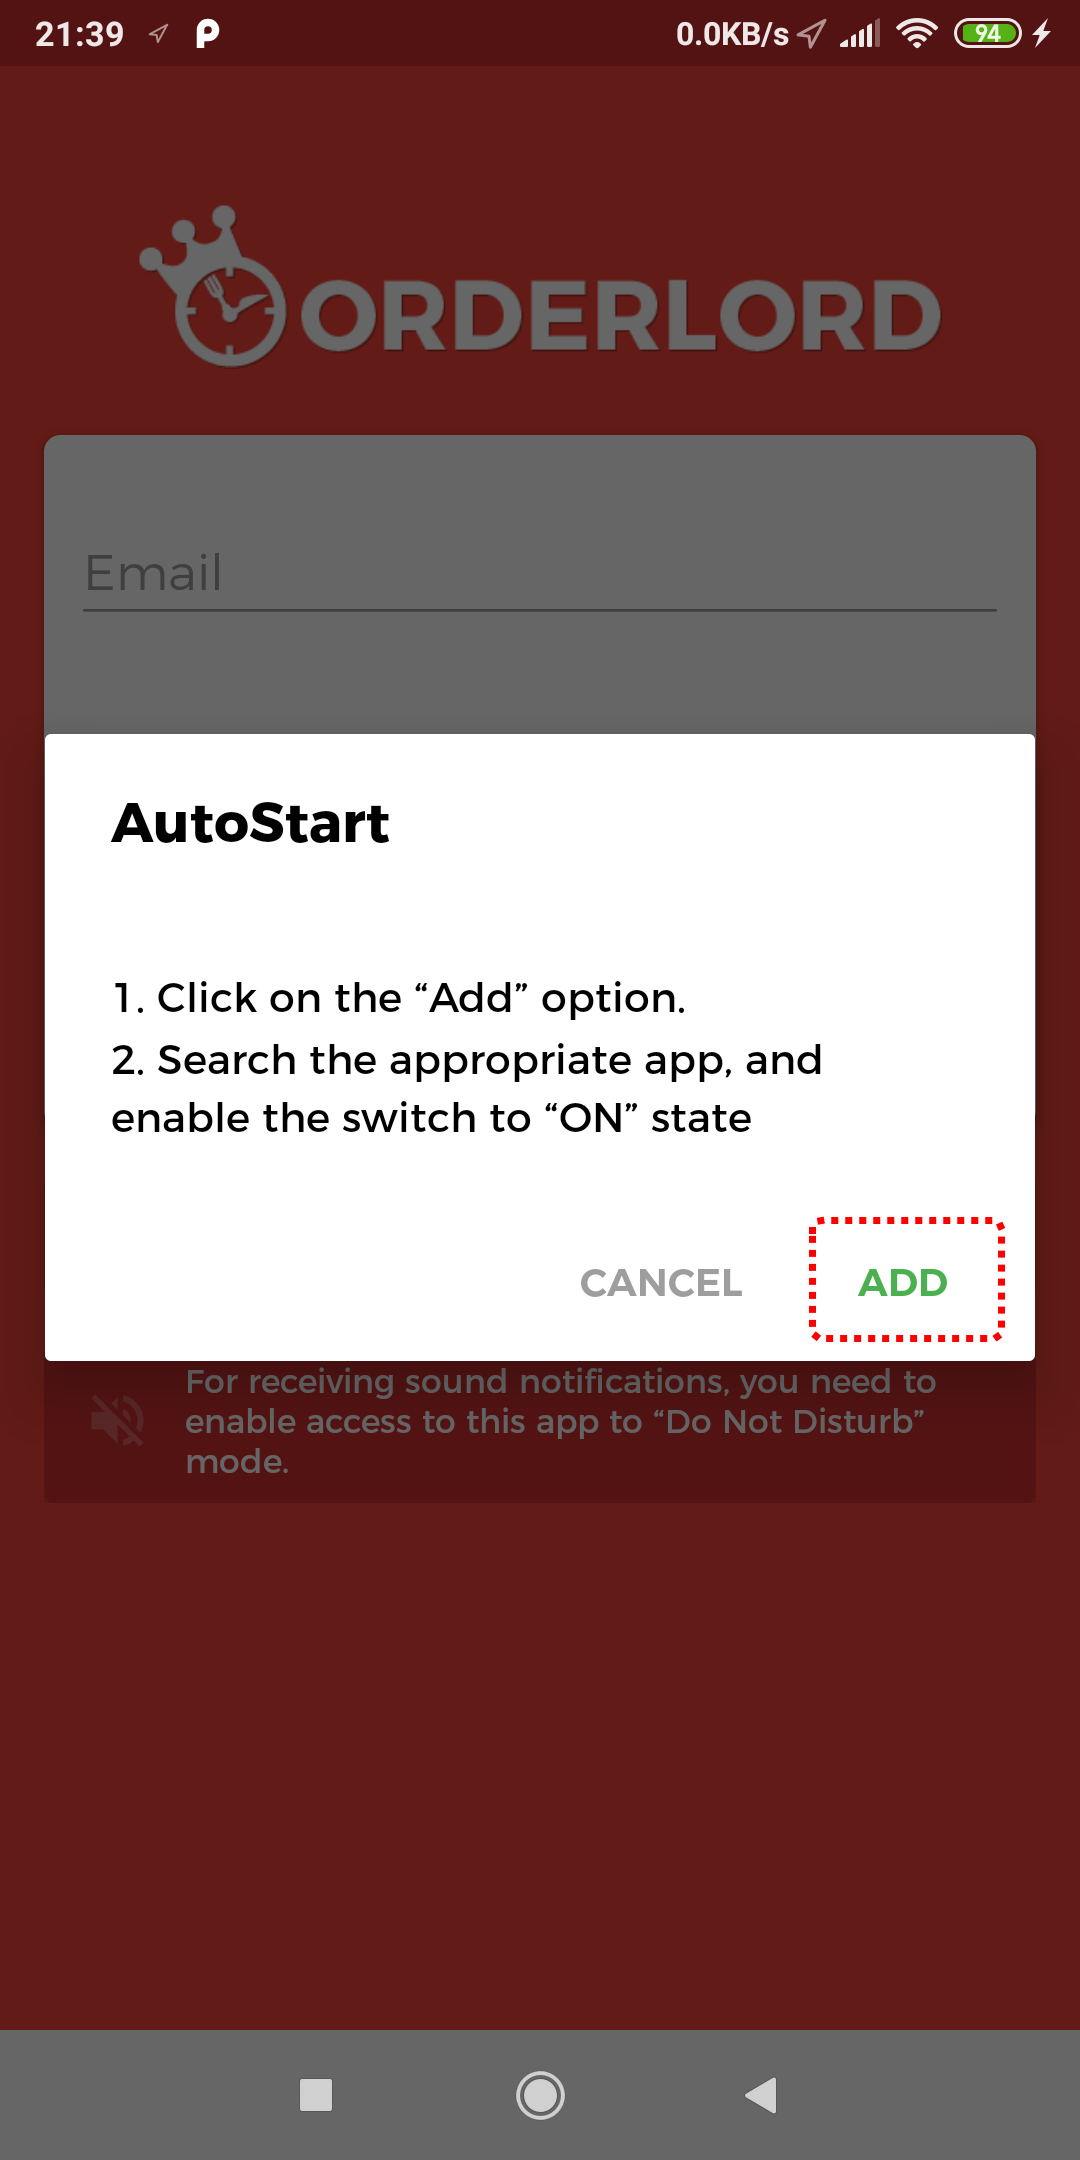 21:39
0.0KB/s
94
ORDERLORD
Email
AutoStart
1. Click on the “Add” option.
2. Search the appropriate app, and
enable the switch to “ON” state
CANCEL
ADD
For receiving sound notifications, you need to
enable access to this app to “Do Not Disturb”
mode.